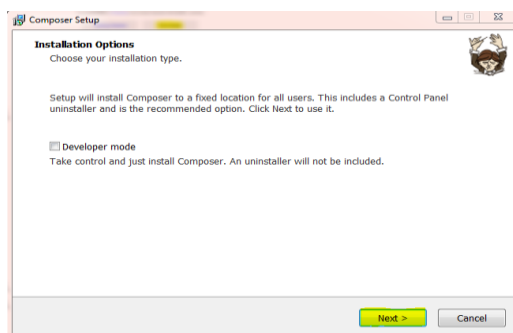 Composer Setup
Installation Options
Choose your installation type.
Setup will install Composer to a fixed location for all users. This includes a Control Panel
uninstaller and is the recommended option. Click Next to use it.
Developer mode
Take control and just install Composer. An uninstaller will not be included.
Next >
Cancel